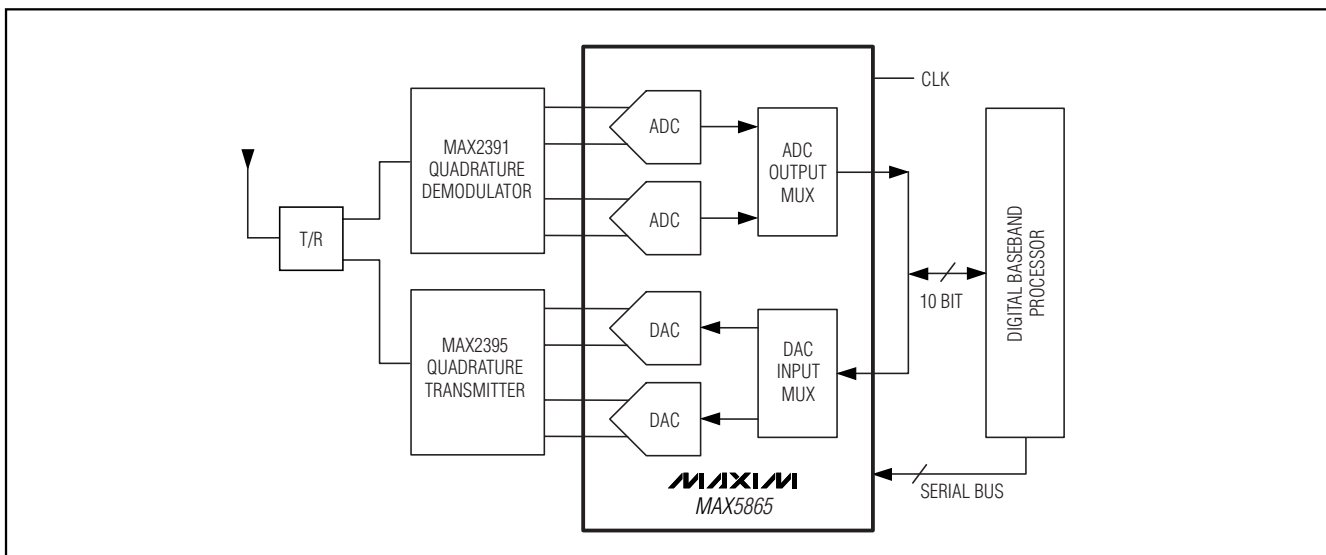 CLK
MAX2391
QUADRATURE
DEMODULATOR
ADC
ADC
ADC
OUTPUT
MUX
T/R
10 BIT
DIGITAL BASEBAND
PROCESSOR
MAX2395
QUADRATURE
TRANSMITTER
DAC
DAC
DAC
INPUT
MUX
MAXIM
MAX5865
SERIAL BUS